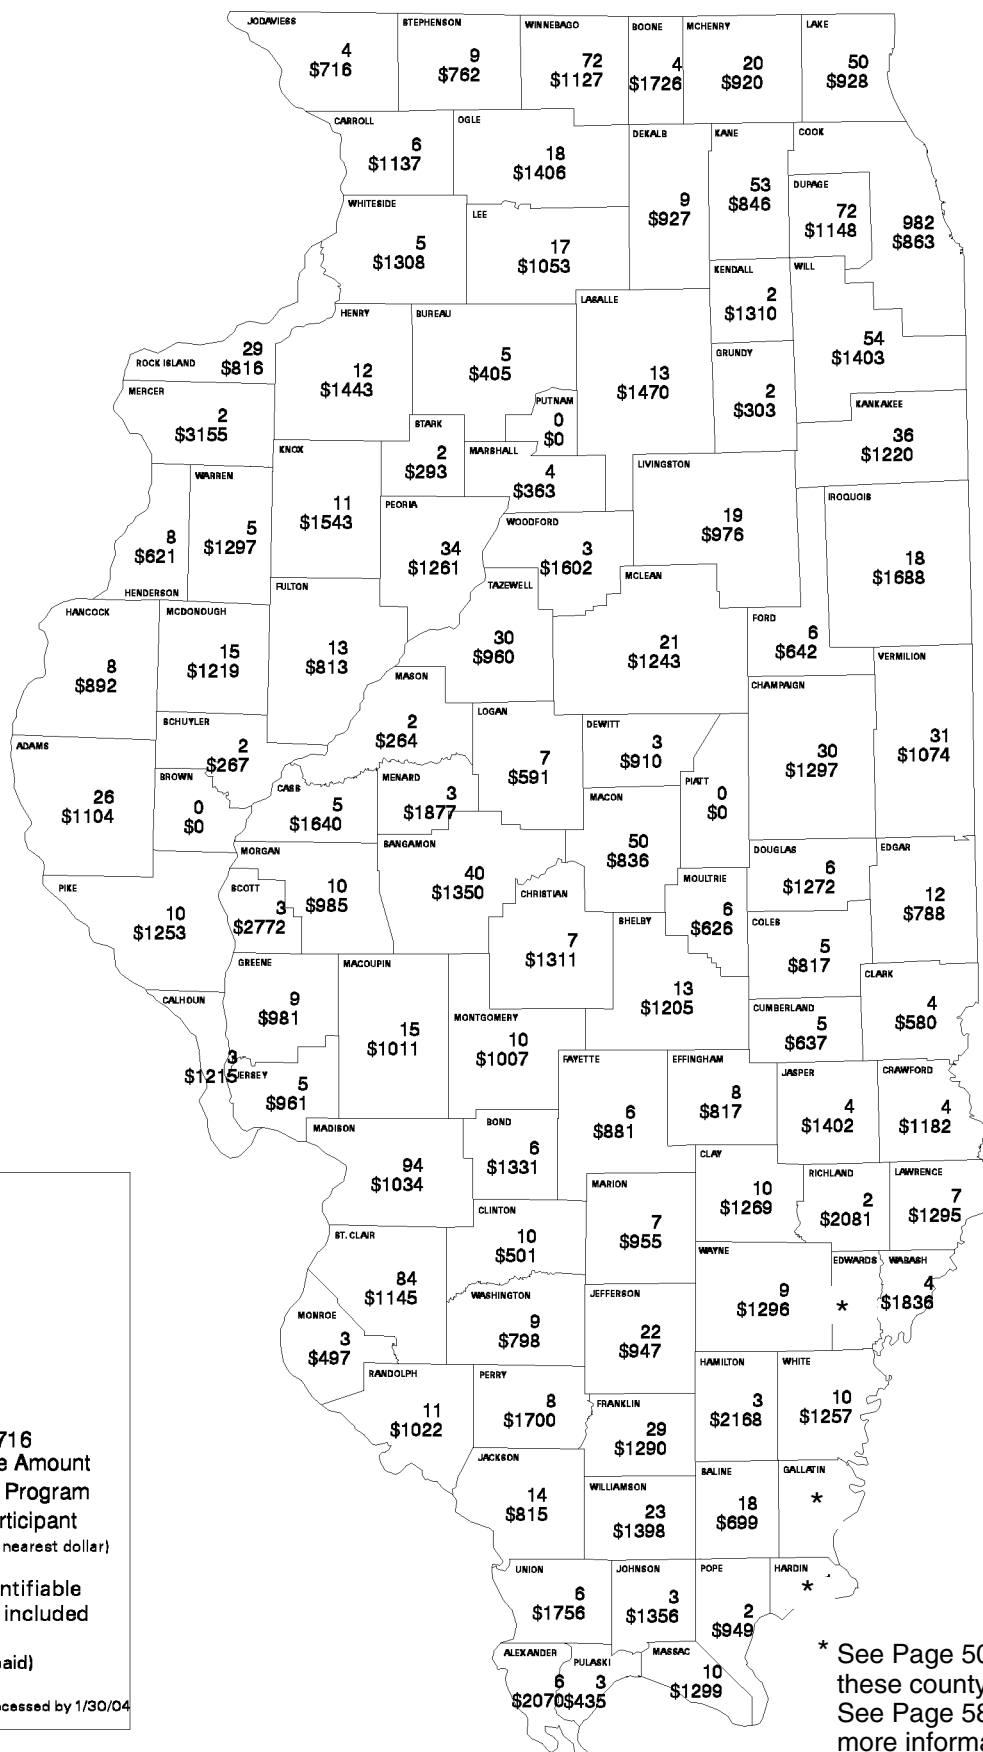 JODAVIESS
4
$716
STEPHENSON
9
$762
WINNEBAGO
72
$1127
BOONE
4
$1726
MCHENRY
20
$920
LAKE
50
$928
CARROLL
6
$1137
OGLE
18
$1406
DEKALB
9
$927
KANE
53
$846
COOK
982
$863
DUPAGE
72
$1148
WHITESIDE
5
$1308
LEE
17
$1053
KENDALL
2
$1310
WILL
54
$1403
ROCK ISLAND
29
$816
HENRY
12
$1443
BUREAU
5
$405
LASALLE
13
$1470
GRUNDY
2
$303
MERCER
2
$3155
PUTNAM
0
$0
KANKAKEE
36
$1220
STARK
2
$293
MARSHALL
4
$363
KNOX
11
$1543
WARREN
5
$1297
8
$621
HENDERSON
PEORIA
34
$1261
WOODFORD
3
$1602
LIVINGSTON
19
$976
IROQUOIS
18
$1688
HANCOCK
8
$892
MCDONOUGH
15
$1219
FULTON
13
$813
TAZEWELL
30
$960
MCLEAN
21
$1243
FORD
6
$642
VERMILION
31
$1074
MASON
2
$264
LOGAN
7
$591
DEWITT
3
$910
CHAMPAIGN
30
$1297
SCHUYLER
2
$267
ADAMS
26
$1104
BROWN
0
$0
CASS
5
$1640
MENARD
3
$1877
PIATT
0
$0
MACON
50
$836
MORGAN
10
$985
SANGAMON
40
$1350
CHRISTIAN
7
$1311
MOULTRIE
6
$626
DOUGLAS
6
$1272
EDGAR
12
$788
PIKE
10
$1253
SCOTT
3
$2772
SHELBY
13
$1205
COLES
5
$817
GREENE
9
$981
MACOUPIN
15
$1011
MONTGOMERY
10
$1007
CUMBERLAND
5
$637
CLARK
4
$580
CALHOUN
3
$1215
JERSEY
5
$961
FAYETTE
6
$881
EFFINGHAM
8
$817
JASPER
4
$1402
CRAWFORD
4
$1182
MADISON
94
$1034
BOND
6
$1331
CLAY
10
$1269
RICHLAND
2
$2081
LAWRENCE
7
$1295
MARION
7
$955
CLINTON
10
$501
ST. CLAIR
84
$1145
WAYNE
9
$1296
EDWARDS
*
WABASH
4
$1836
WASHINGTON
9
$798
JEFFERSON
22
$947
MONROE
3
$497
RANDOLPH
11
$1022
PERRY
8
$1700
HAMILTON
3
$2168
WHITE
10
$1257
FRANKLIN
29
$1290
JACKSON
14
$815
WILLIAMSON
23
$1398
SALINE
18
$699
GALLATIN
*
UNION
6
$1756
JOHNSON
3
$1356
POPE
2
$949
HARDIN
*
ALEXANDER
6
$2070
PULASKI
3
$435
MASSAC
10
$1299
716
e Amount
Program
rticipant
nearest dollar)
ntifiable
included
aid)
ocessed by 1/30/04
* See Page 50
these county
See Page 58
more informa